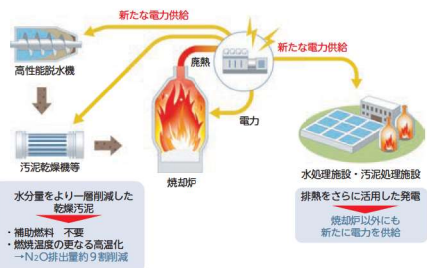 新たな電力供給
新たな電力供給
廃熱
高性能脱水機
電力
汚泥乾燥機等
焼却炉
水処理施設・汚泥処理施設
水分量をより一層削減した
乾燥汚泥
・補助燃料 不要
・燃焼温度の更なる高温化
→N₂O排出量約9割削減
排熱をさらに活用した発電
焼却炉以外にも
新たに電力を供給